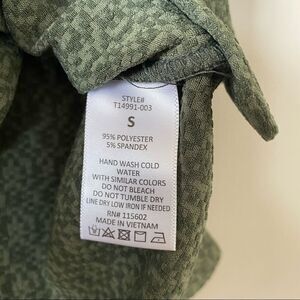 STYLE#
T14991-003
S
95% POLYESTER
5% SPANDEX
HAND WASH COLD
WATER
WITH SIMILAR COLORS
DO NOT BLEACH
DO NOT TUMBLE DRY
LINE DRY LOW IRON IF NEEDED
RN# 115602
MADE IN VIETNAM